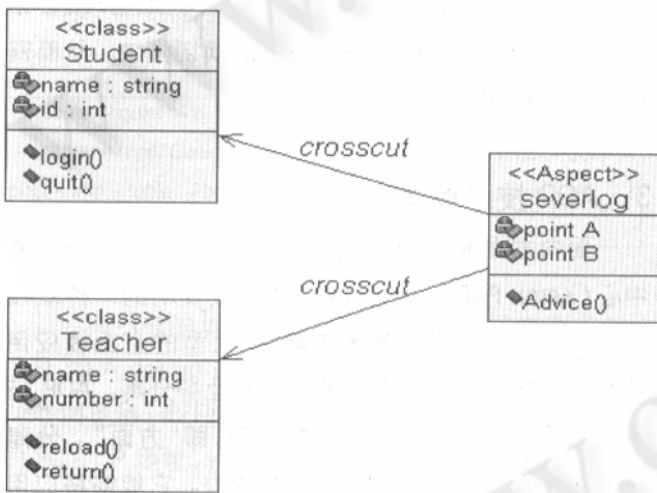 <<class>>
Student
name : string
id : int
login()
quit()
crosscut
<<Aspect>>
severlog
point A
point B
Advice()
crosscut
<<class>>
Teacher
name : string
number : int
reload()
return()